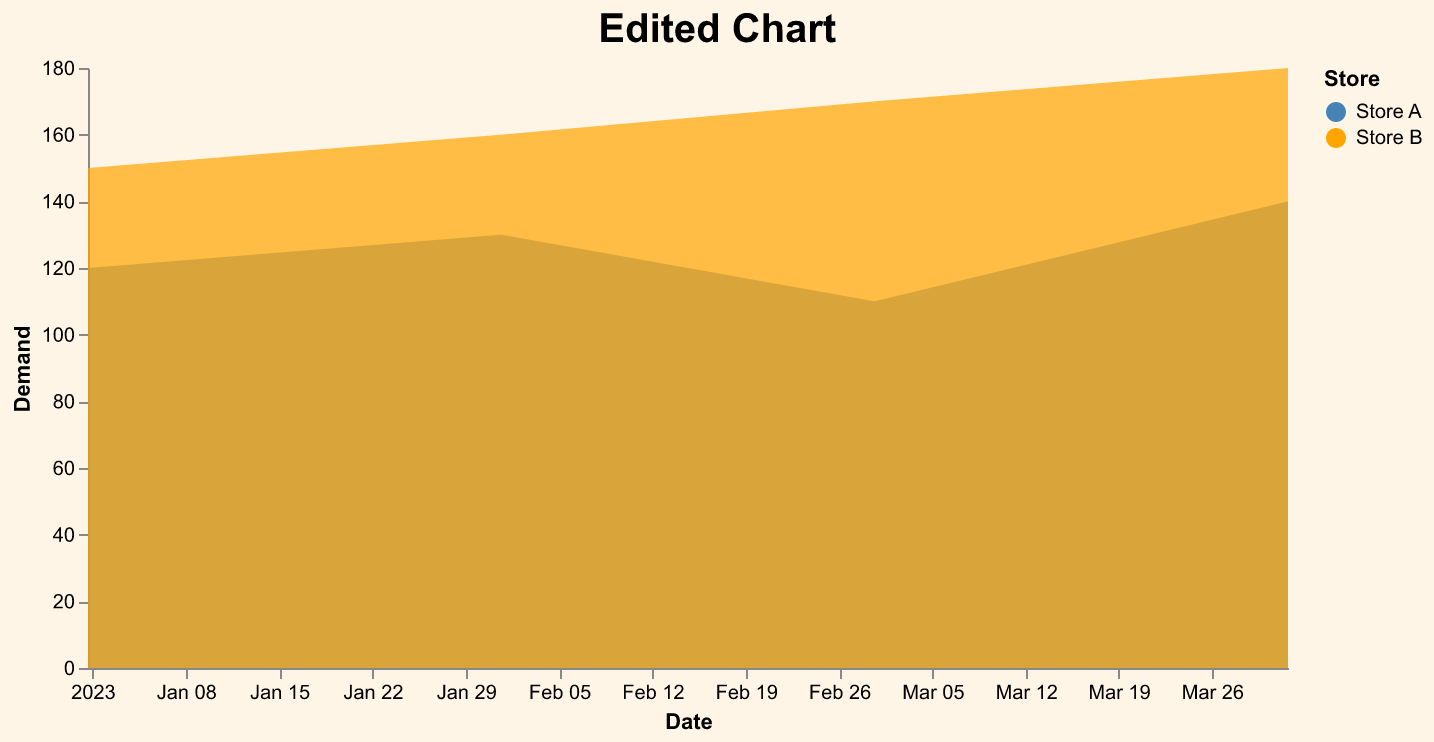 Edited Chart
Demand
180
160
140
120
100
80
60
40
20
0
2023 Jan 08 Jan 15 Jan 22 Jan 29 Feb 05 Feb 12 Feb 19 Feb 26 Mar 05 Mar 12 Mar 19 Mar 26
Date
Store
Store A
Store B